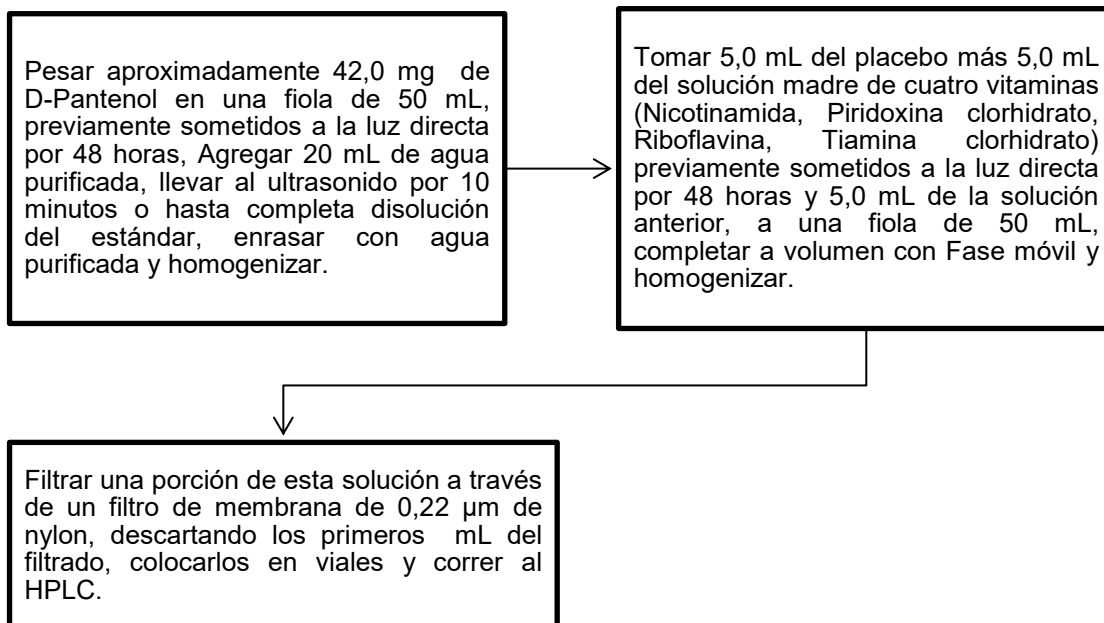 Pesar aproximadamente 42,0 mg de
D-Pantenol en una fiola de 50 mL,
previamente sometidos a la luz directa
por 48 horas, Agregar 20 mL de agua
purificada, llevar al ultrasonido por 10
minutos o hasta completa disolución
del estándar, enrasar con agua
purificada y homogenizar.
Tomar 5,0 mL del placebo más 5,0 mL
del solución madre de cuatro vitaminas
(Nicotinamida, Piridoxina clorhidrato,
Riboflavina, Tiamina clorhidrato)
previamente sometidos a la luz directa
por 48 horas y 5,0 mL de la solución
anterior, a una fiola de 50 mL,
completar a volumen con Fase móvil y
homogenizar.
Filtrar una porción de esta solución a través
de un filtro de membrana de 0,22 µm de
nylon, descartando los primeros mL del
filtrado, colocarlos en viales y correr al
HPLC.